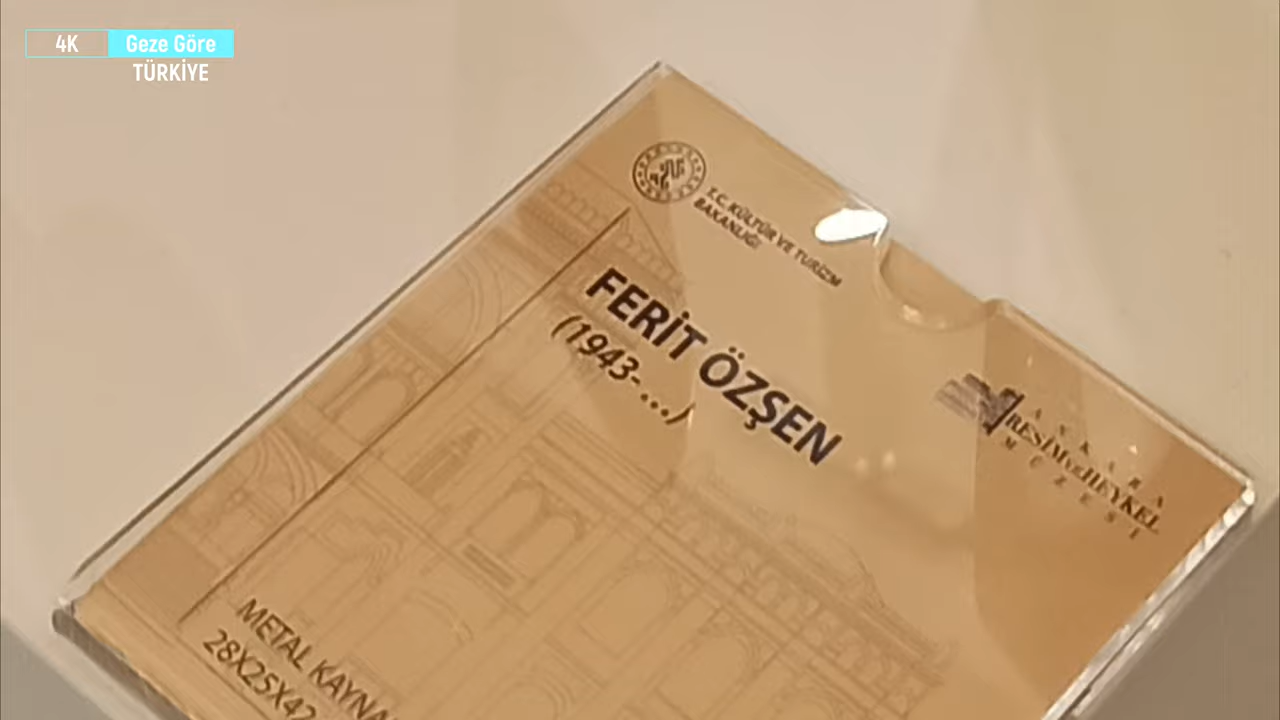 4K Geze Göre
TÜRKİYE
T.C. KÜLTÜR VE TURİZM
BAKANLIĞI
FERİT ÖZŞEN
(1943-...)
ANKARA
RESİM VE HEYKEL
MÜZESİ
METAL KAYNA
28X25X42